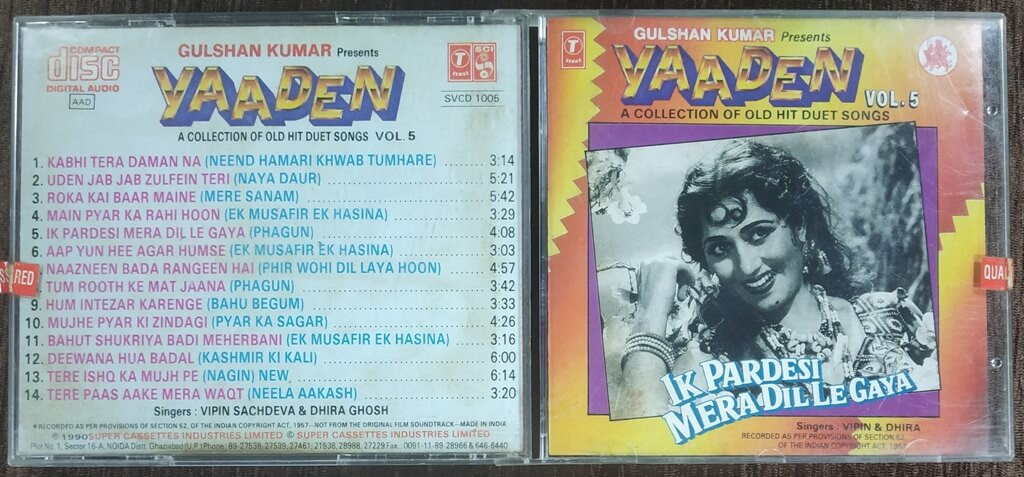 COMPACT
disc
DIGITAL AUDIO
AAD
GULSHAN KUMAR Presents
YAADEN
A COLLECTION OF OLD HIT DUET SONGS VOL. 5
T
SERIES
SCI
SVCD 1005
1. KABHI TERA DAMAN NA (NEEND HAMARI KHWAB TUMHARE) 3:14
2. UDEN JAB JAB ZULFEIN TERI (NAYA DAUR) 5:21
3. ROKA KAI BAAR MAINE (MERE SANAM) 5:42
4. MAIN PYAR KA RAHI HOON (EK MUSAFIR EK HASINA) 3:29
5. IK PARDESI MERA DIL LE GAYA (PHAGUN) 4:08
6. AAP YUN HEE AGAR HUMSE (EK MUSAFIR EK HASINA) 3:03
NAAZNEEN BADA RANGEEN HAI (PHIR WOHI DIL LAYA HOON) 4:57
TUM ROOTH KE MAT JAANA (PHAGUN) 3:42
9. HUM INTEZAR KARENGE (BAHU BEGUM) 3:33
10. MUJHE PYAR KI ZINDAGI (PYAR KA SAGAR) 4:26
11. BAHUT SHUKRIYA BADI MEHERBANI (EK MUSAFIR EK HASINA) 3:16
12. DEEWANA HUA BADAL (KASHMIR KI KALI) 6:00
13. TERE ISHQ KA MUJH PE (NAGIN) NEW 6:14
14. TERE PAAS AAKE MERA WAQT (NEELA AAKASH) 3:20
RED
Singers : VIPIN SACHDEVA & DHIRA GHOSH
• RECORDED AS PER PROVISIONS OF SECTION 52, OF THE INDIAN COPYRIGHT ACT, 1957—NOT FROM THE ORIGINAL FILM SOUNDTRACK—MADE IN INDIA
© 1990 SUPER CASSETTES INDUSTRIES LIMITED © SUPER CASSETTES INDUSTRIES LIMITED
Plot No. 1, Sector 16-A, NOIDA Distt. Ghaziabad
T
SERIES
GULSHAN KUMAR Presents
YAADEN
VOL. 5
A COLLECTION OF OLD HIT DUET SONGS
QUAL
IK PARDESI
MERA DIL LE GAYA
Singers : VIPIN & DHIRA
RECORDED AS PER PROVISIONS OF SECTION 52,
OF THE INDIAN COPYRIGHT ACT, 1957